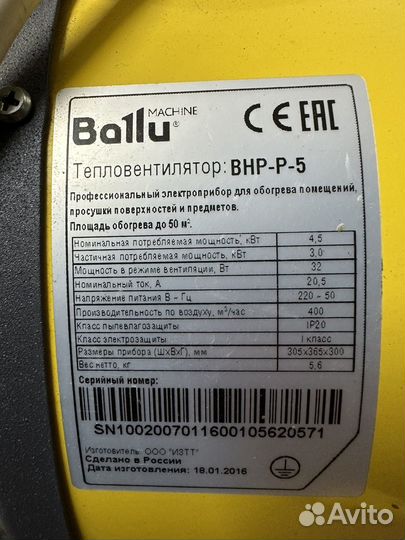 MACHINE
Ballu®
CE EAC
Тепловентилятор: BHP-P-5
Профессиональный электроприбор для обогрева помещений,
просушки поверхностей и предметов.
Площадь обогрева до 50 м².
Номинальная потребляемая мощность, кВт 4,5
Частичная потребляемая мощность, кВт 3,0
Мощность в режиме вентиляции, Вт 32
Номинальный ток, А 20,5
Напряжение питания В ~ Гц 220 ~ 50
Производительность по воздуху, м³/час 400
Класс пылевлагозащиты IP20
Класс электрозащиты I класс
Размеры прибора (ШхВхГ), мм 305x365x300
Вес нетто, кг 5,6
Серийный номер:
SN1002007011600105620571
Изготовитель: ООО "ИЗТТ"
Сделано в России
Дата изготовления: 18.01.2016
Avito